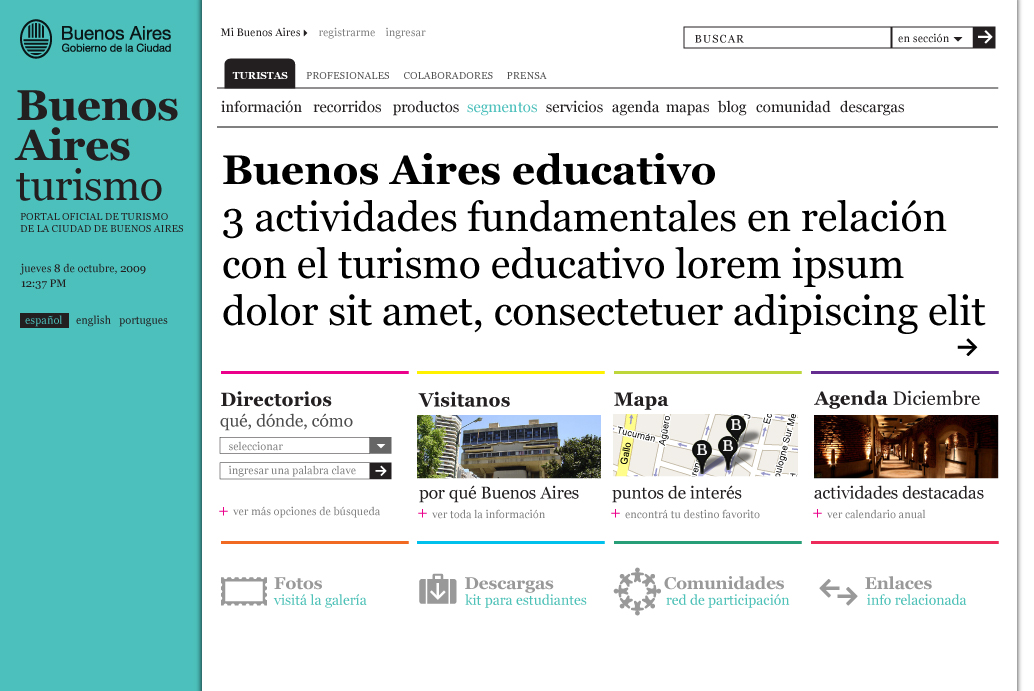 Buenos Aires
Gobierno de la Ciudad
Buenos
Aires
turismo
PORTAL OFICIAL DE TURISMO
DE LA CIUDAD DE BUENOS AIRES
jueves 8 de octubre, 2009
12:37 PM
español english portugues
Mi Buenos Aires registrarme ingresar
BUSCAR en sección
TURISTAS PROFESIONALES COLABORADORES PRENSA
información recorridos productos segmentos servicios agenda mapas blog comunidad descargas
Buenos Aires educativo
3 actividades fundamentales en relación
con el turismo educativo lorem ipsum
dolor sit amet, consectetuer adipiscing elit
Directorios
qué, dónde, cómo
seleccionar
ingresar una palabra clave
+ ver más opciones de búsqueda
Visitanos
por qué Buenos Aires
+ ver toda la información
Mapa
Tucumán
Gallo
Agüero
B
B
B
oulogne Sur Me
puntos de interés
+ encontrá tu destino favorito
Agenda Diciembre
actividades destacadas
+ ver calendario anual
Fotos
visitá la galería
Descargas
kit para estudiantes
Comunidades
red de participación
Enlaces
info relacionada